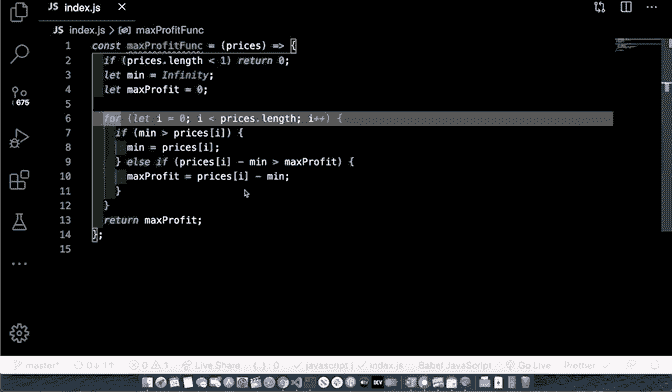 index.js
index.js > maxProfitFunc
1 const maxProfitFunc = (prices) => {
2 if (prices.length < 1) return 0;
3 let min = Infinity;
4 let maxProfit = 0;
5
6 for (let i = 0; i < prices.length; i++) {
7 if (min > prices[i]) {
8 min = prices[i];
9 } else if (prices[i] - min > maxProfit) {
10 maxProfit = prices[i] - min;
11 }
12 }
13 return maxProfit;
14 };
15
4
675
master* 0↓ 1↑ 0 1 Live Share {..}: 0 ✓ javascript | ✓ index.js Babel JavaScript Go Live Prettier